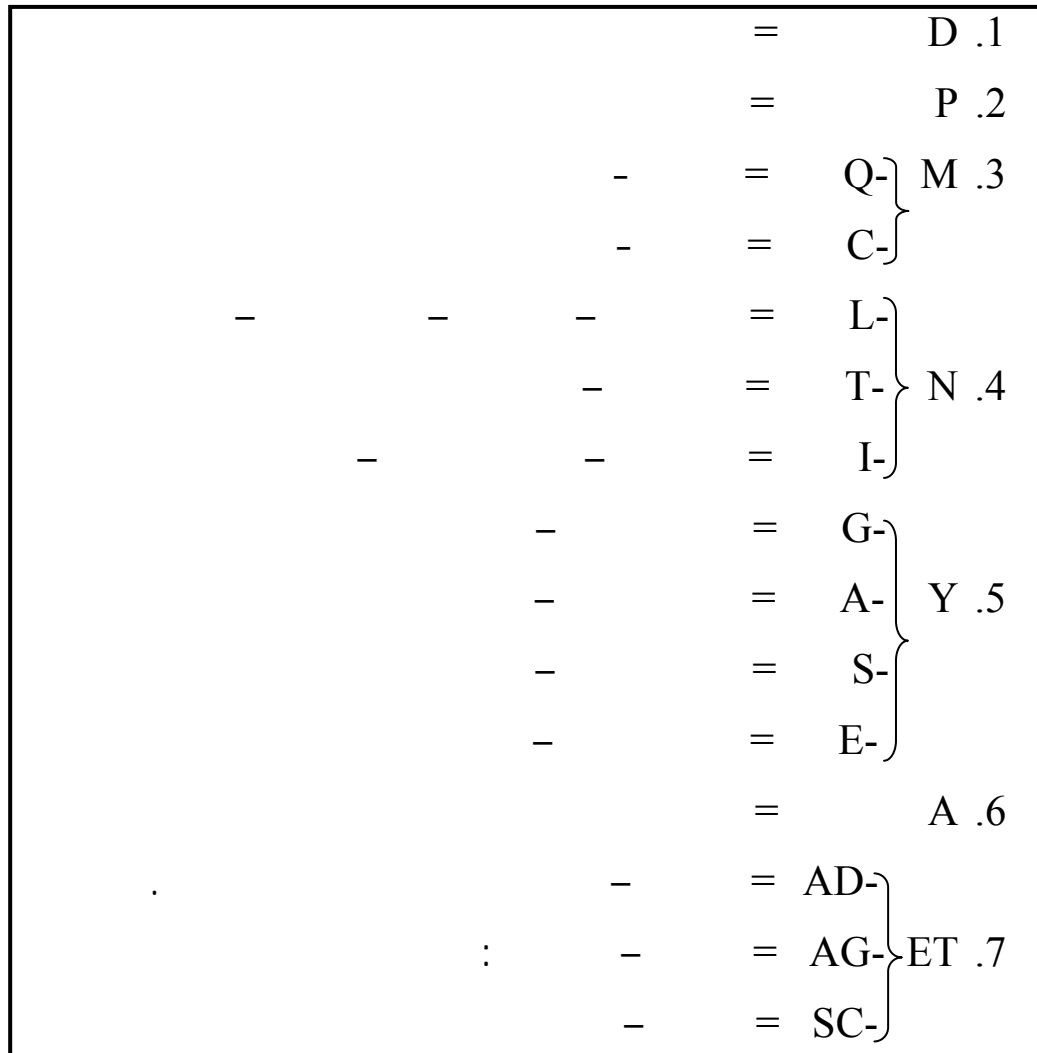 D .1 =
P .2 =
M .3 Q- = -
C- = -
L- = – – –
N .4 T- = –
I- = – –
G- = –
Y .5 A- = –
S- = –
E- = –
A .6 =
AD- = – .
ET .7 AG- = – :
SC- = –